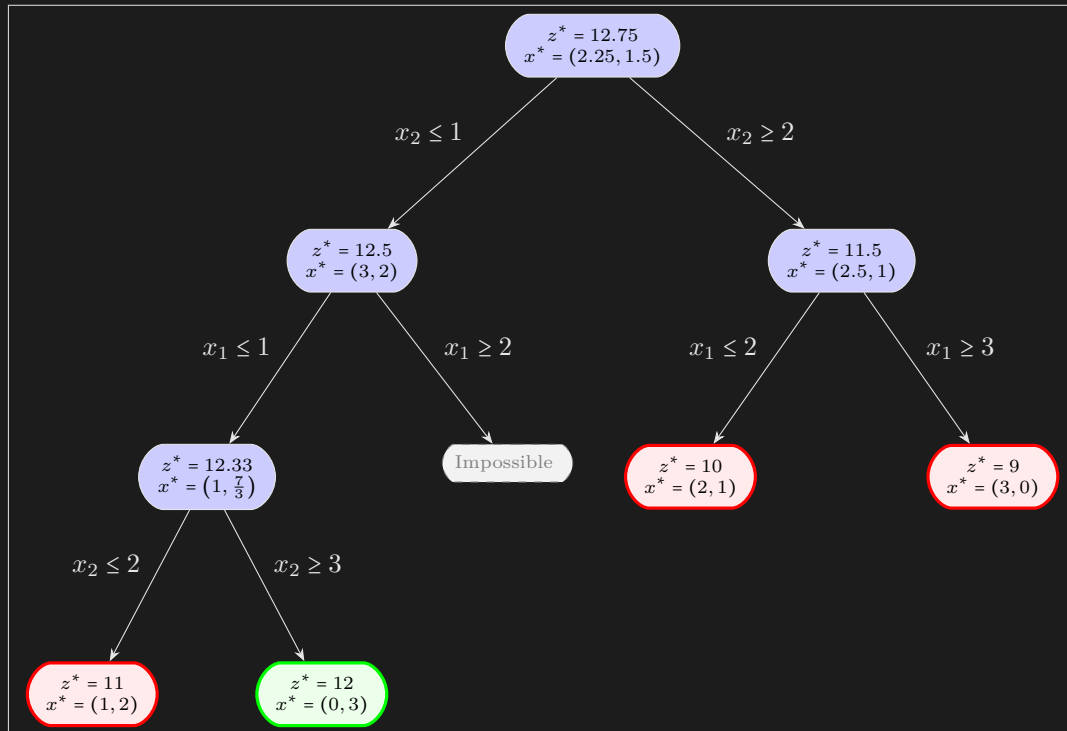 z* = 12.75
x* = (2.25, 1.5)
x₂ ≤ 1
x₂ ≥ 2
z* = 12.5
x* = (3, 2)
z* = 11.5
x* = (2.5, 1)
x₁ ≤ 1
x₁ ≥ 2
x₁ ≤ 2
x₁ ≥ 3
z* = 12.33
x* = (1, 7/3)
Impossible
z* = 10
x* = (2, 1)
z* = 9
x* = (3, 0)
x₂ ≤ 2
x₂ ≥ 3
z* = 11
x* = (1, 2)
z* = 12
x* = (0, 3)